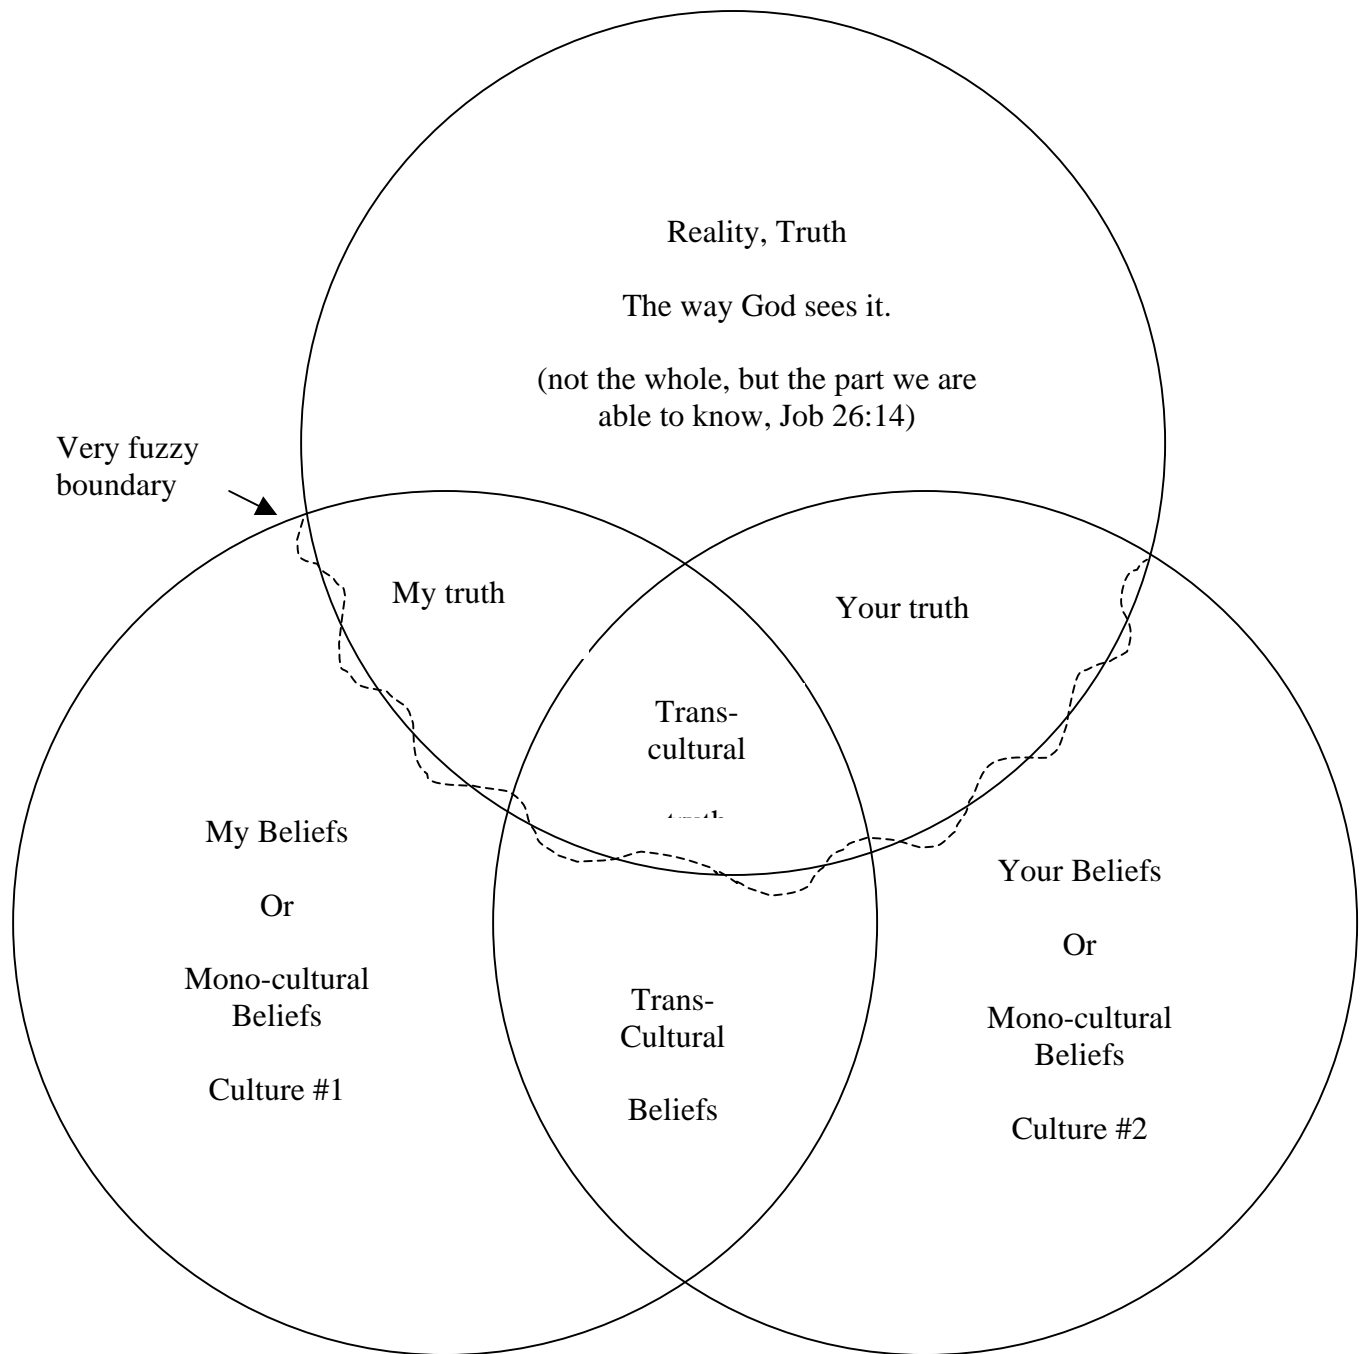 Reality, Truth
The way God sees it.
(not the whole, but the part we are
able to know, Job 26:14)
Very fuzzy
boundary
My truth
Your truth
Trans-
cultural
My Beliefs
Or
Mono-cultural
Beliefs
Culture #1
Your Beliefs
Or
Mono-cultural
Beliefs
Culture #2
Trans-
Cultural
Beliefs